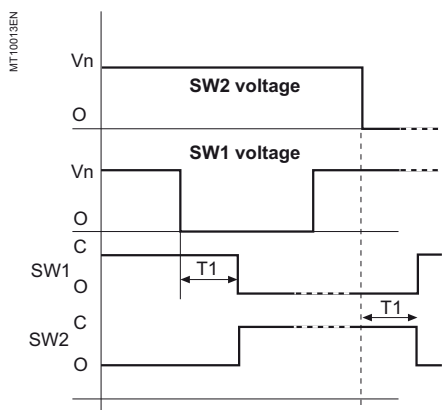 MT10013EN
Vn
SW2 voltage
O
SW1 voltage
Vn
O
C
SW1
T1
O
C
T1
SW2
O